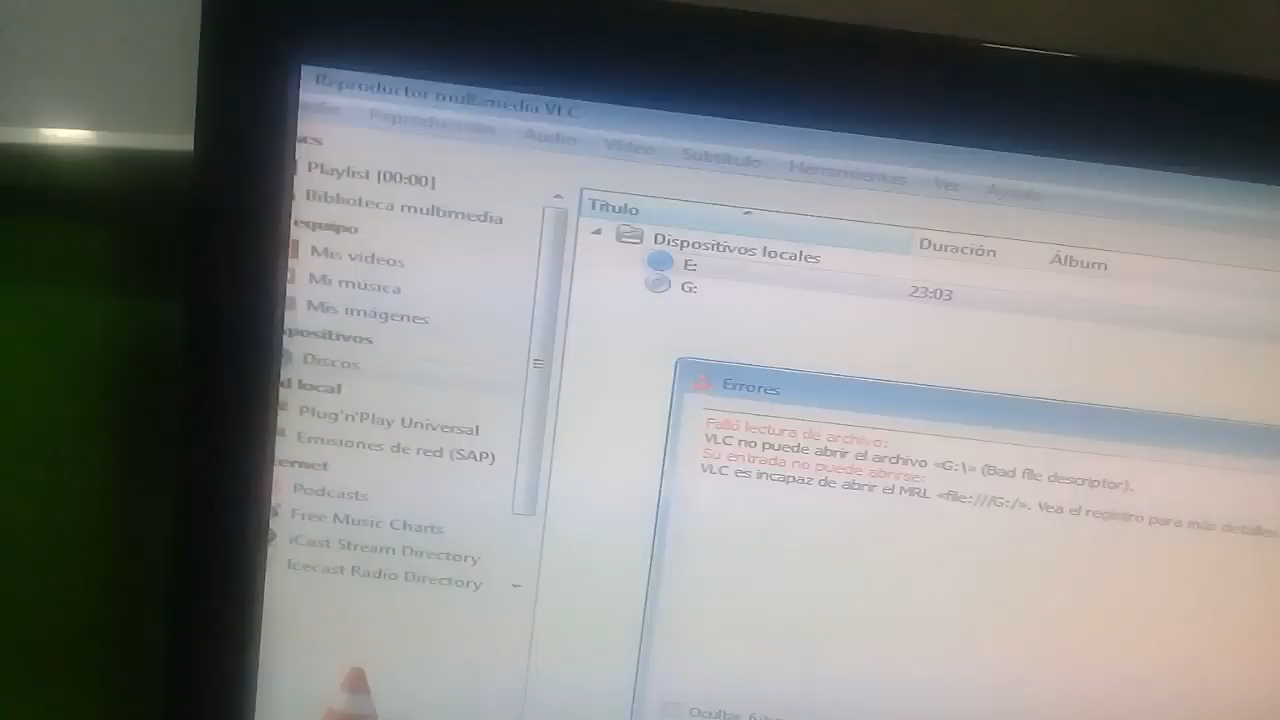 Reproductor multimedia VLC
Reproducción Audio Vídeo Subtítulo Herramientas Ver Ayuda
Playlist [00:00]
Biblioteca multimedia
equipo
Mis vídeos
Mi música
Mis imágenes
positivos
Discos
d local
Plug'n'Play Universal
Emisiones de red (SAP)
ernet
Podcasts
Free Music Charts
iCast Stream Directory
Icecast Radio Directory
Título Duración Álbum
Dispositivos locales
E:
G: 23:03
Errores
Falló lectura de archivo:
VLC no puede abrir el archivo «G:\» (Bad file descriptor).
Su entrada no puede abrirse:
VLC es incapaz de abrir el MRL «file:///G:/». Vea el registro para más detalles
Ocultar